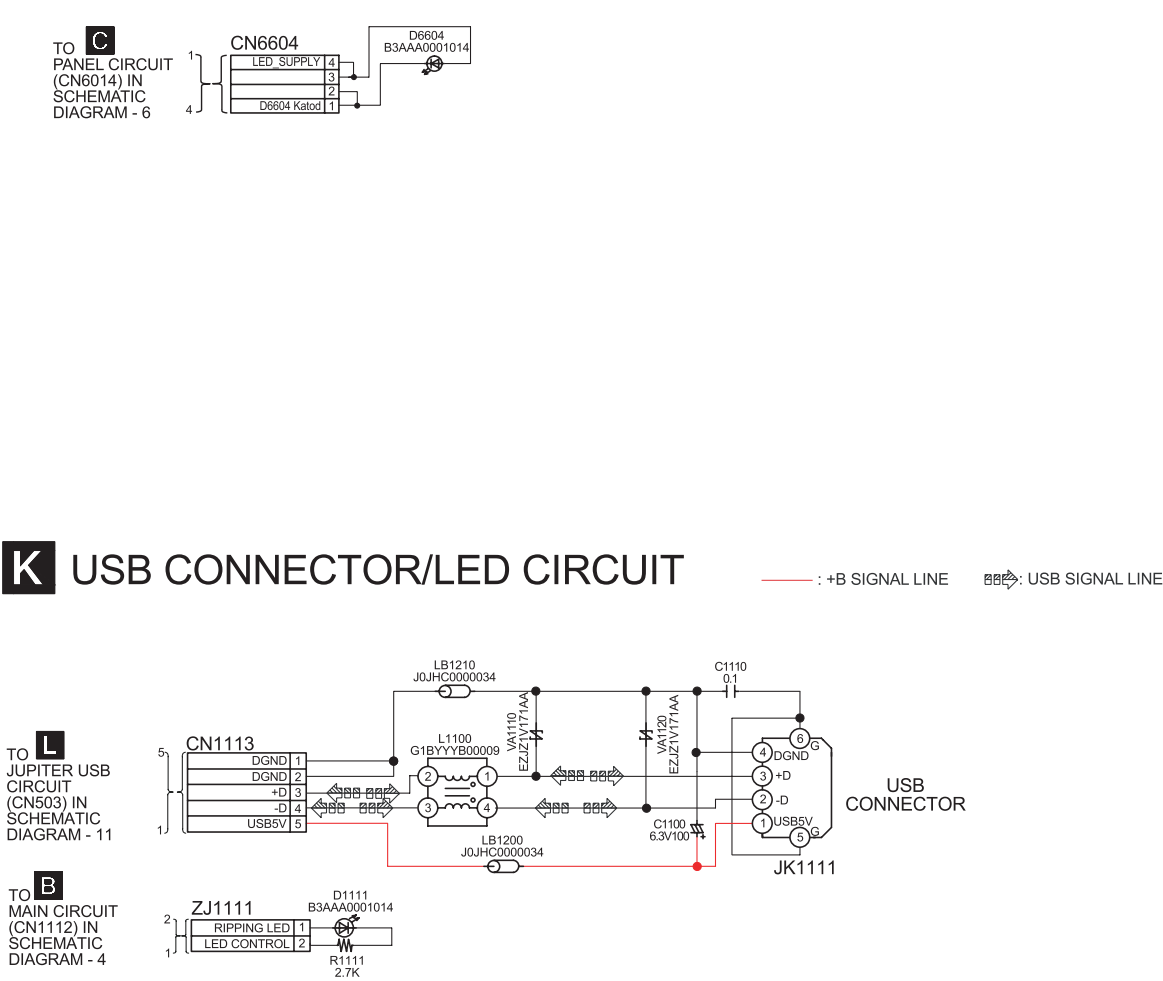 TO C
PANEL CIRCUIT
(CN6014) IN
SCHEMATIC
DIAGRAM - 6
1
4
CN6604
LED_SUPPLY 4
3
2
D6604 Katod 1
D6604
B3AAA0001014
K USB CONNECTOR/LED CIRCUIT
: +B SIGNAL LINE
: USB SIGNAL LINE
TO L
JUPITER USB
CIRCUIT
(CN503) IN
SCHEMATIC
DIAGRAM - 11
5
1
CN1113
DGND 1
DGND 2
+D 3
-D 4
USB5V 5
LB1210
J0JHC0000034
L1100
G1BYYYB00009
2 1
3 4
VA1110
EZJZ1V171AA
VA1120
EZJZ1V171AA
C1110
0.1
C1100
6.3V100
LB1200
J0JHC0000034
6 G
4 DGND
3 +D
2 -D
1 USB5V
5 G
JK1111
USB
CONNECTOR
TO B
MAIN CIRCUIT
(CN1112) IN
SCHEMATIC
DIAGRAM - 4
2
1
ZJ1111
RIPPING LED 1
LED CONTROL 2
D1111
B3AAA0001014
R1111
2.7K